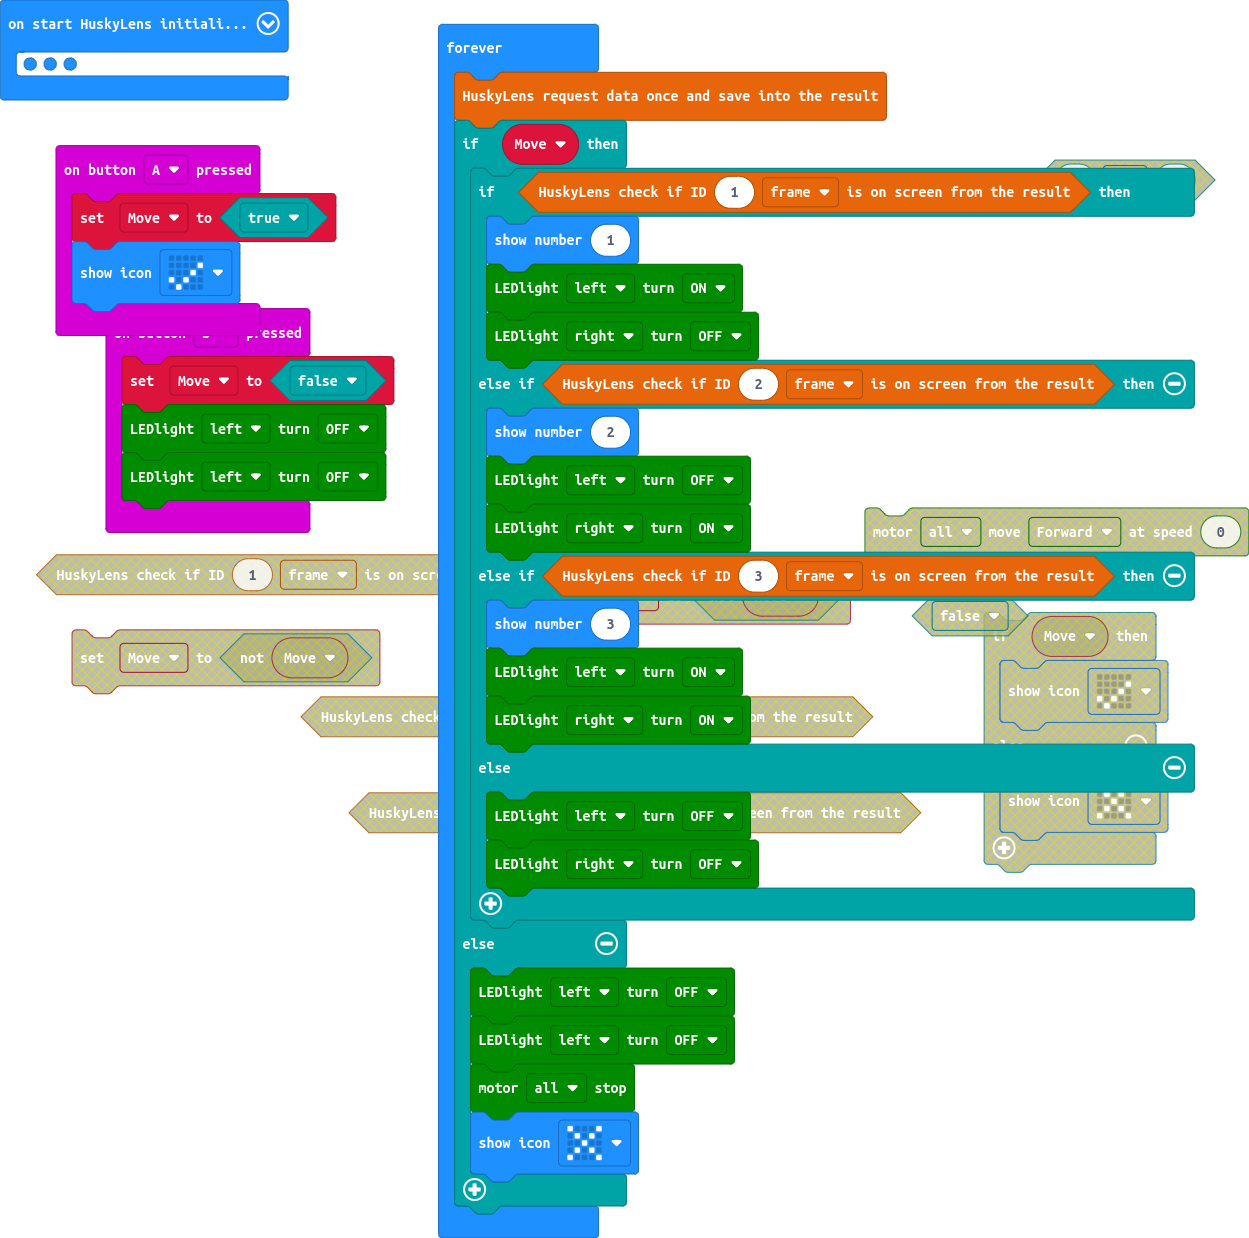 on start HuskyLens initiali...
forever
HuskyLens request data once and save into the result
if Move then
if HuskyLens check if ID 1 frame is on screen from the result then
show number 1
LEDlight left turn ON
LEDlight right turn OFF
else if HuskyLens check if ID 2 frame is on screen from the result then
show number 2
LEDlight left turn OFF
LEDlight right turn ON
else if HuskyLens check if ID 3 frame is on screen from the result then
show number 3
LEDlight left turn ON
LEDlight right turn ON
else
LEDlight left turn OFF
LEDlight right turn OFF
else
LEDlight left turn OFF
LEDlight left turn OFF
motor all stop
show icon
on button A pressed
set Move to true
show icon
on button pressed
set Move to false
LEDlight left turn OFF
LEDlight left turn OFF
HuskyLens check if ID 1 frame is on scre
set Move to not Move
HuskyLens check
om the result
HuskyLens
een from the result
motor all move Forward at speed 0
false
if Move then
show icon
show icon